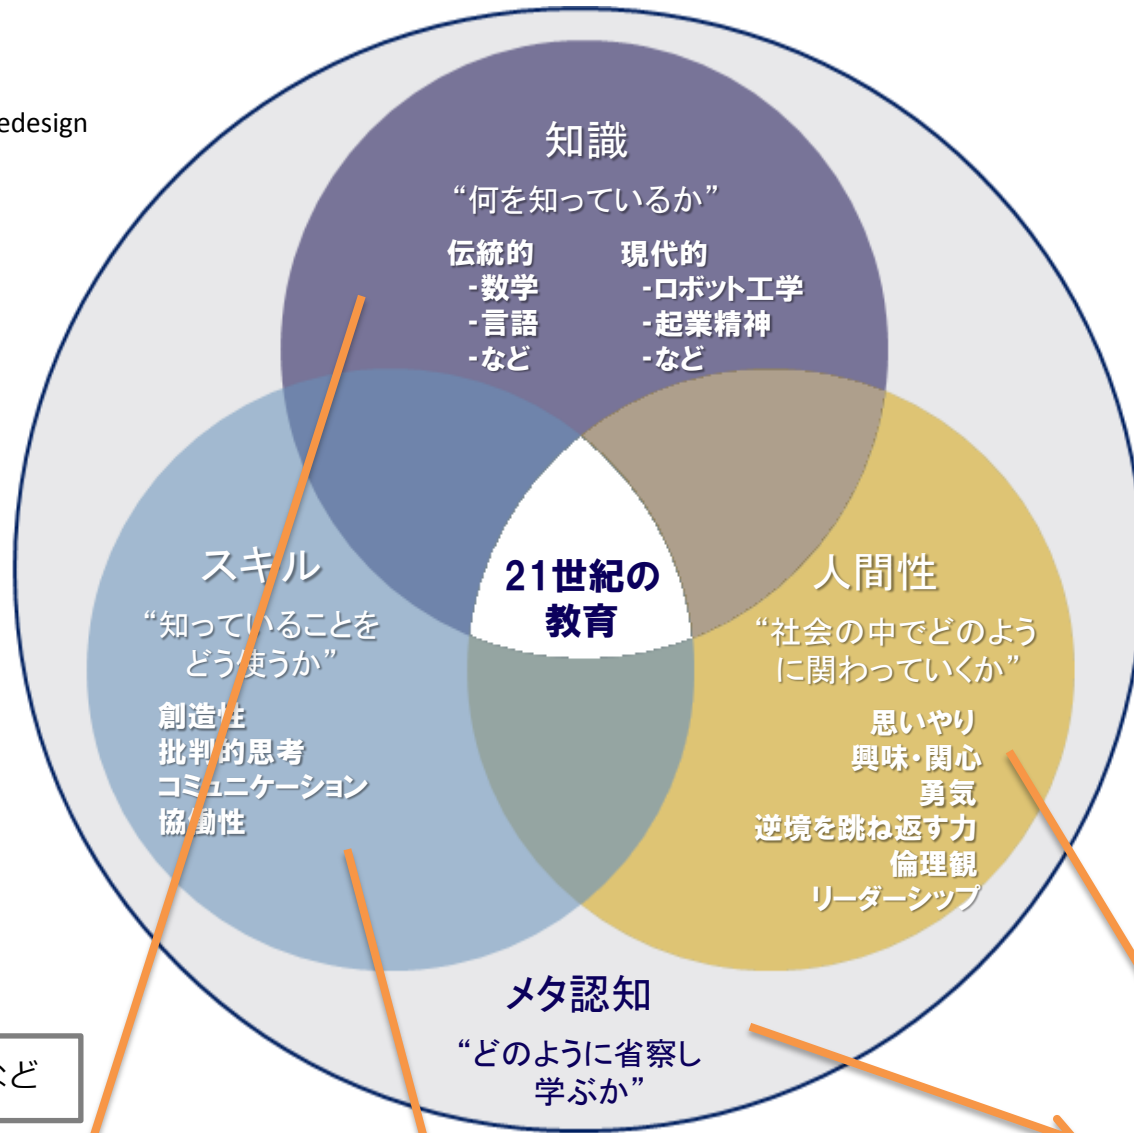 edesign
知識
“何を知っているか”
伝統的
-数学
-言語
-など
現代的
-ロボット工学
-起業精神
-など
スキル
“知っていることを
どう使うか”
創造性
批判的思考
コミュニケーション
協働性
21世紀の
教育
人間性
“社会の中でどのよう
に関わっていくか”
思いやり
興味・関心
勇気
逆境を跳ね返す力
倫理観
リーダーシップ
メタ認知
“どのように省察し
学ぶか”
など